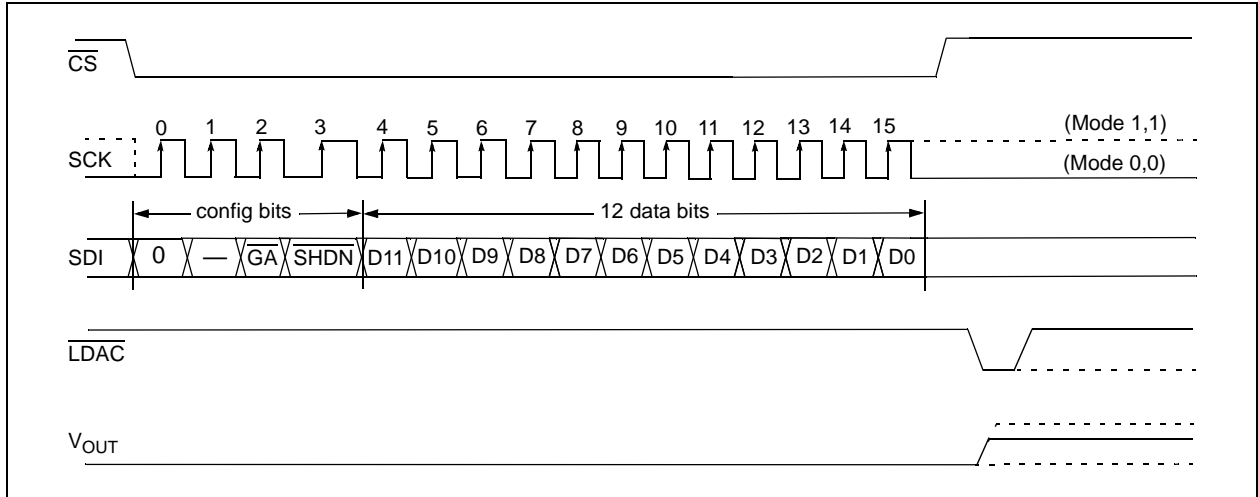 CS
0 1 2 3 4 5 6 7 8 9 10 11 12 13 14 15
(Mode 1,1)
SCK
(Mode 0,0)
config bits
12 data bits
SDI
0 — GA SHDN D11 D10 D9 D8 D7 D6 D5 D4 D3 D2 D1 D0
LDAC
VOUT